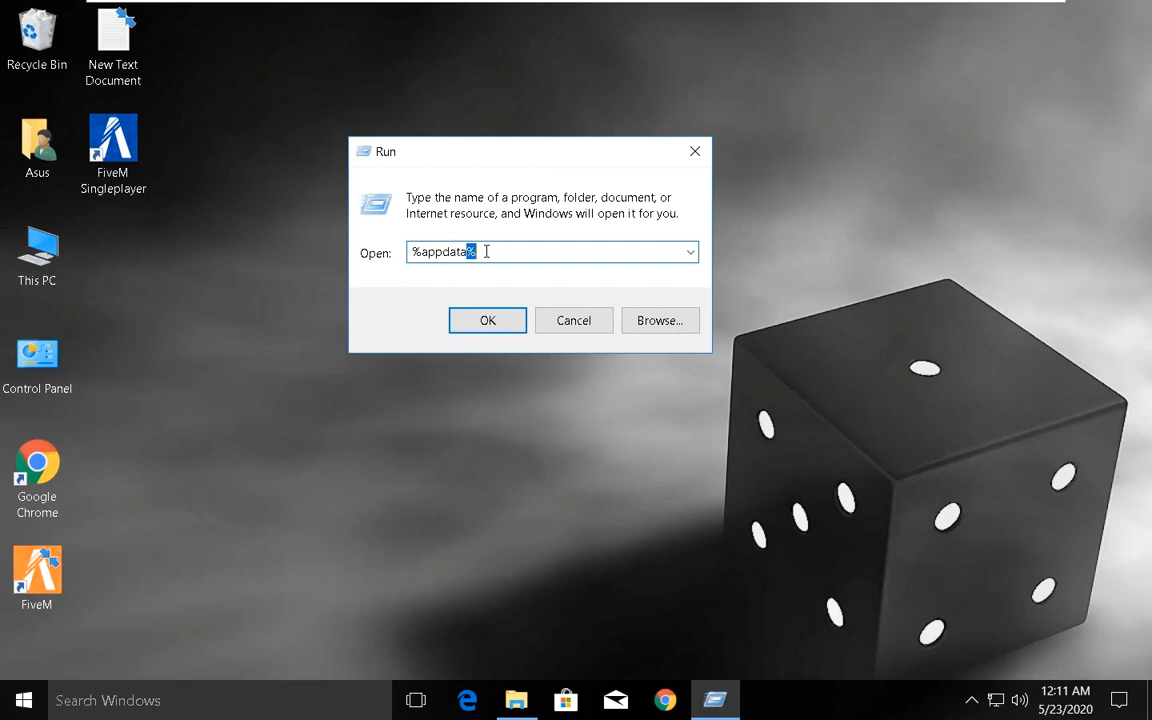 Recycle Bin
New Text
Document
Asus
FiveM
Singleplayer
This PC
Control Panel
Google
Chrome
FiveM
Run
Type the name of a program, folder, document, or
Internet resource, and Windows will open it for you.
Open: %appdata%
OK Cancel Browse...
Search Windows
12:11 AM
5/23/2020